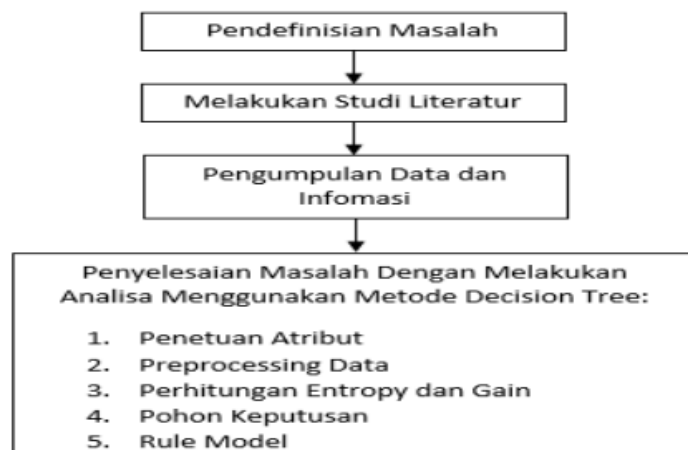 Pendefinisian Masalah
Melakukan Studi Literatur
Pengumpulan Data dan
Infomasi
Penyelesaian Masalah Dengan Melakukan
Analisa Menggunakan Metode Decision Tree:
1. Penetuan Atribut
2. Preprocessing Data
3. Perhitungan Entropy dan Gain
4. Pohon Keputusan
5. Rule Model